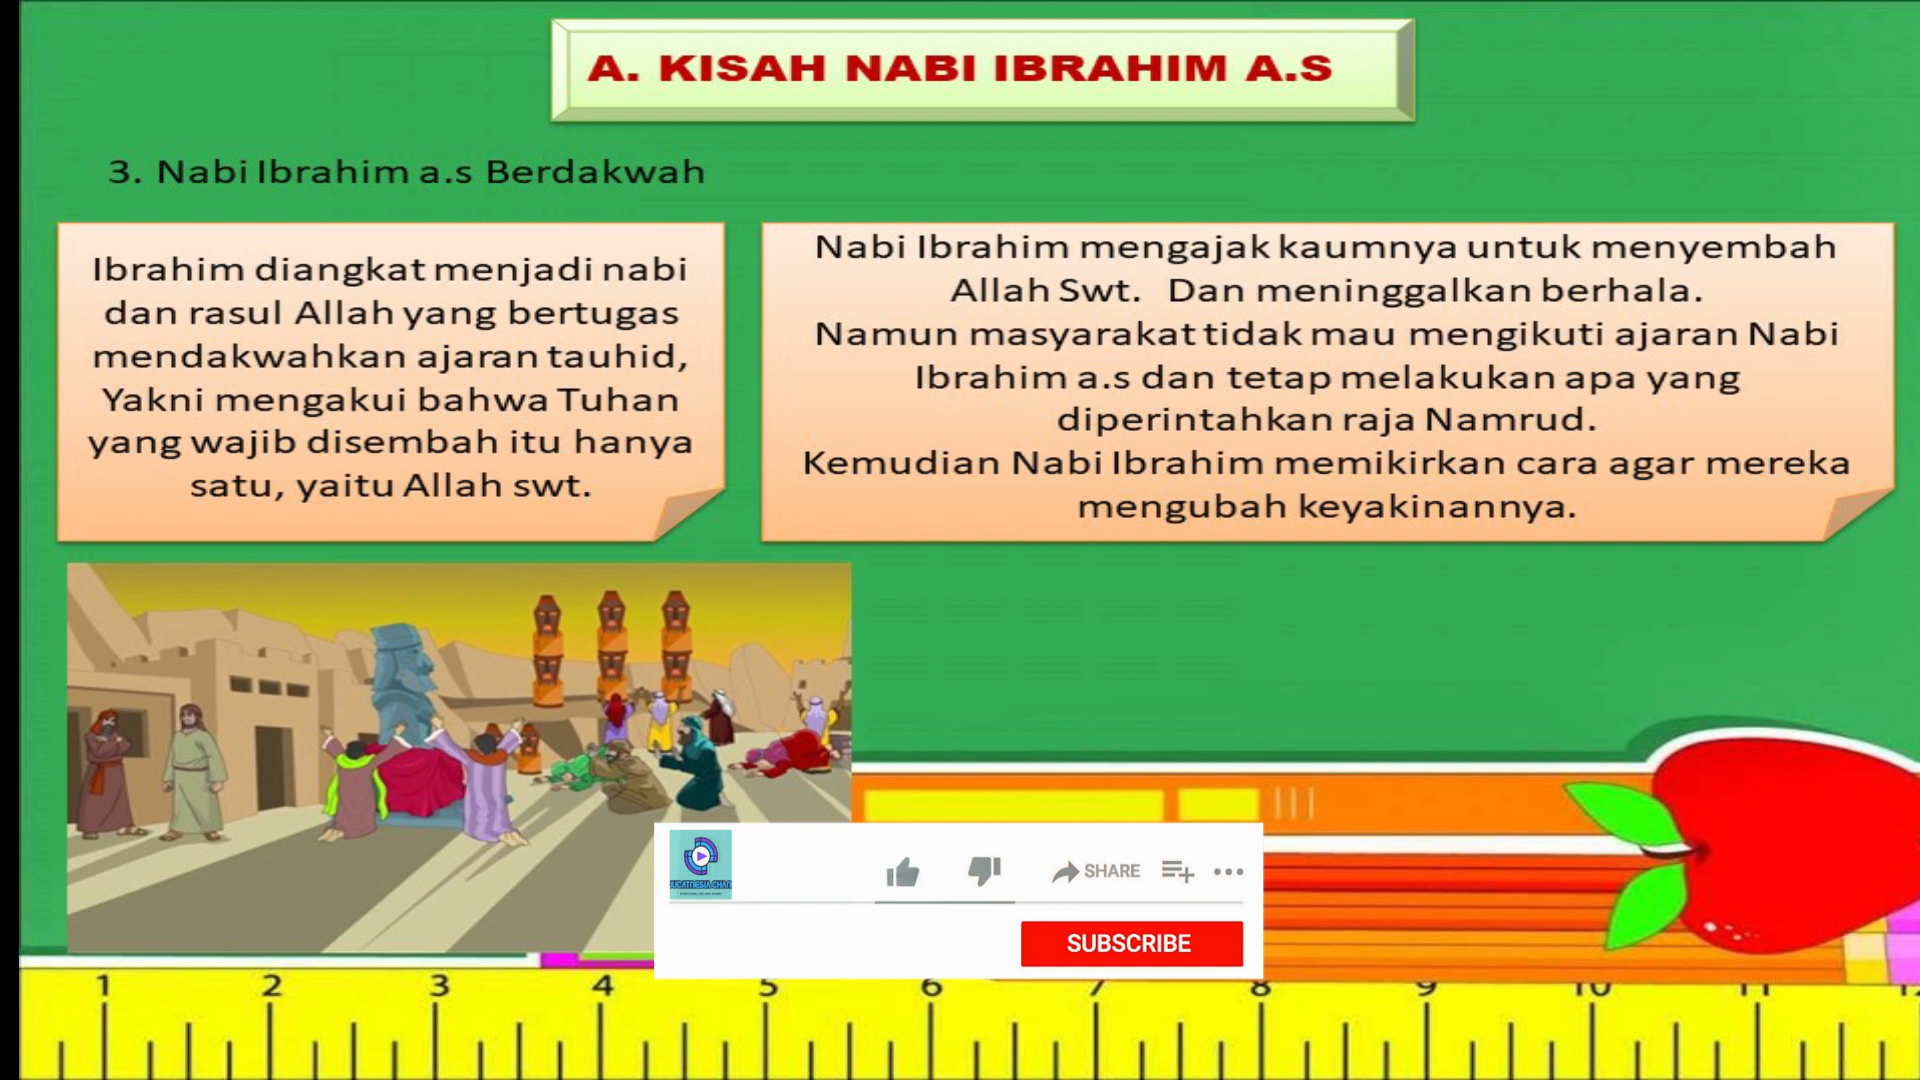 A. KISAH NABI IBRAHIM A.S
3. Nabi Ibrahim a.s Berdakwah
Ibrahim diangkat menjadi nabi
dan rasul Allah yang bertugas
mendakwahkan ajaran tauhid,
Yakni mengakui bahwa Tuhan
yang wajib disembah itu hanya
satu, yaitu Allah swt.
Nabi Ibrahim mengajak kaumnya untuk menyembah
Allah Swt. Dan meninggalkan berhala.
Namun masyarakat tidak mau mengikuti ajaran Nabi
Ibrahim a.s dan tetap melakukan apa yang
diperintahkan raja Namrud.
Kemudian Nabi Ibrahim memikirkan cara agar mereka
mengubah keyakinannya.
SHARE
SUBSCRIBE
1 2 3 4 5 6 7 8 9 10 11